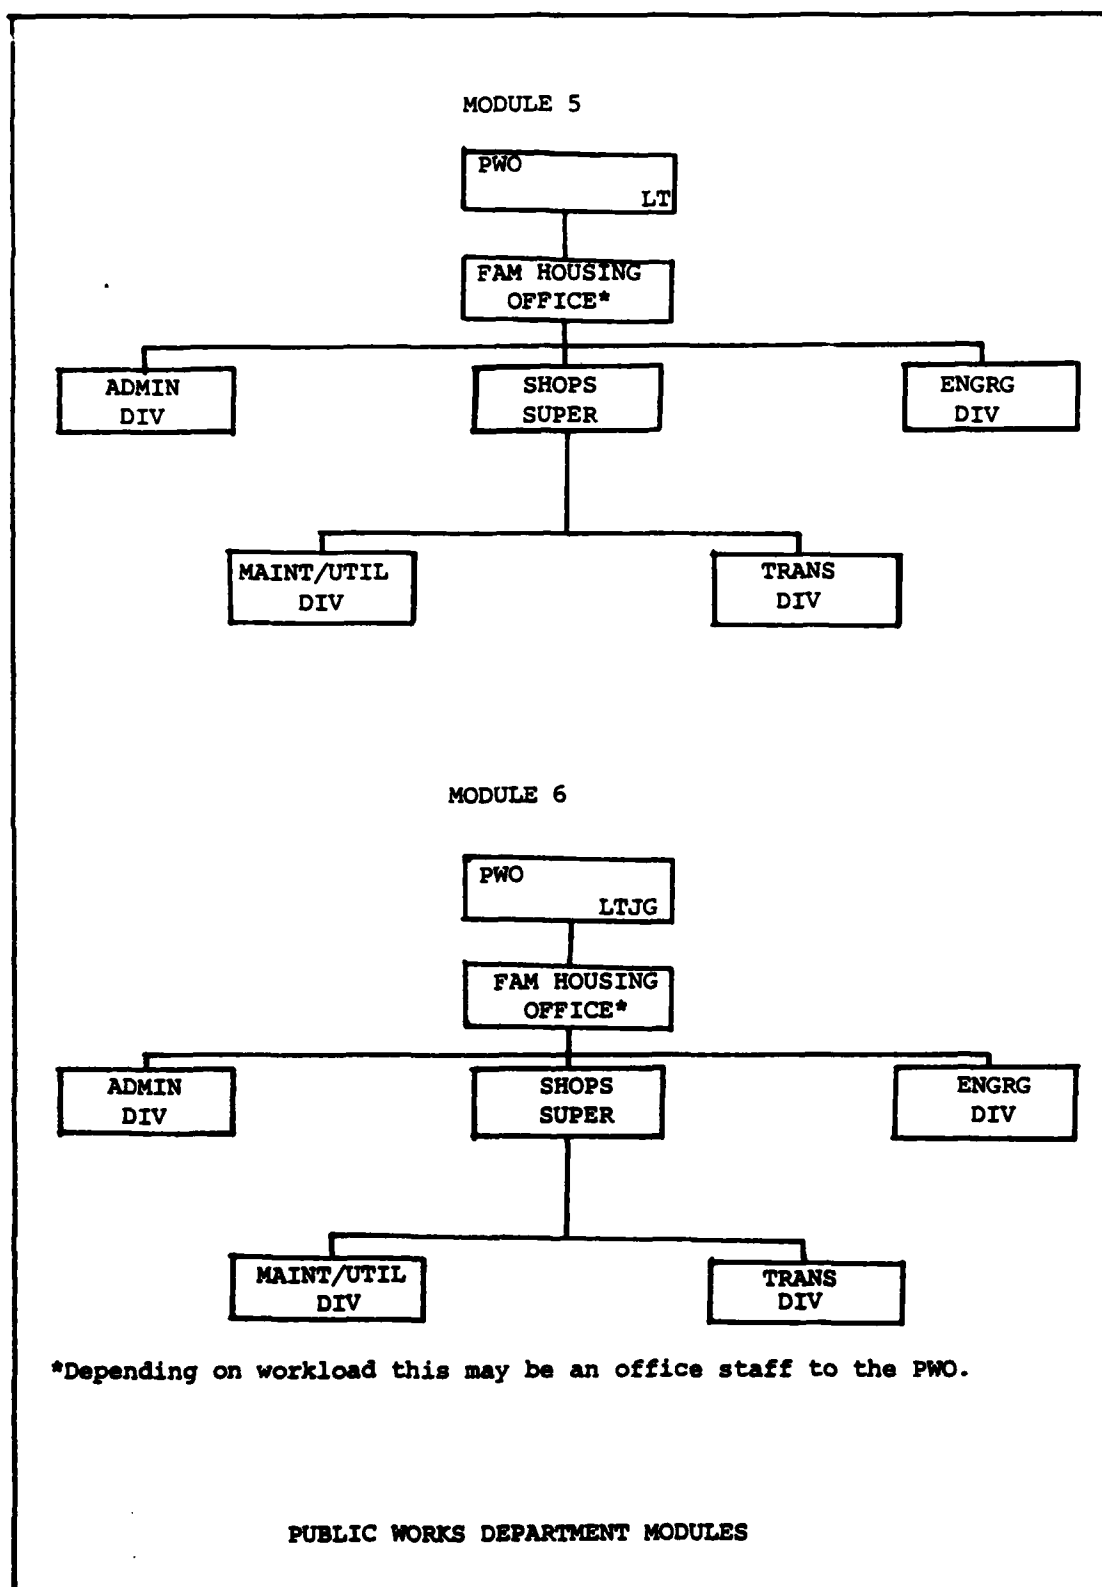 MODULE 5
PWO
LT
FAM HOUSING
OFFICE*
ADMIN
DIV
SHOPS
SUPER
ENGRG
DIV
MAINT/UTIL
DIV
TRANS
DIV
MODULE 6
PWO
LTJG
FAM HOUSING
OFFICE*
ADMIN
DIV
SHOPS
SUPER
ENGRG
DIV
MAINT/UTIL
DIV
TRANS
DIV
*Depending on workload this may be an office staff to the PWO.
PUBLIC WORKS DEPARTMENT MODULES